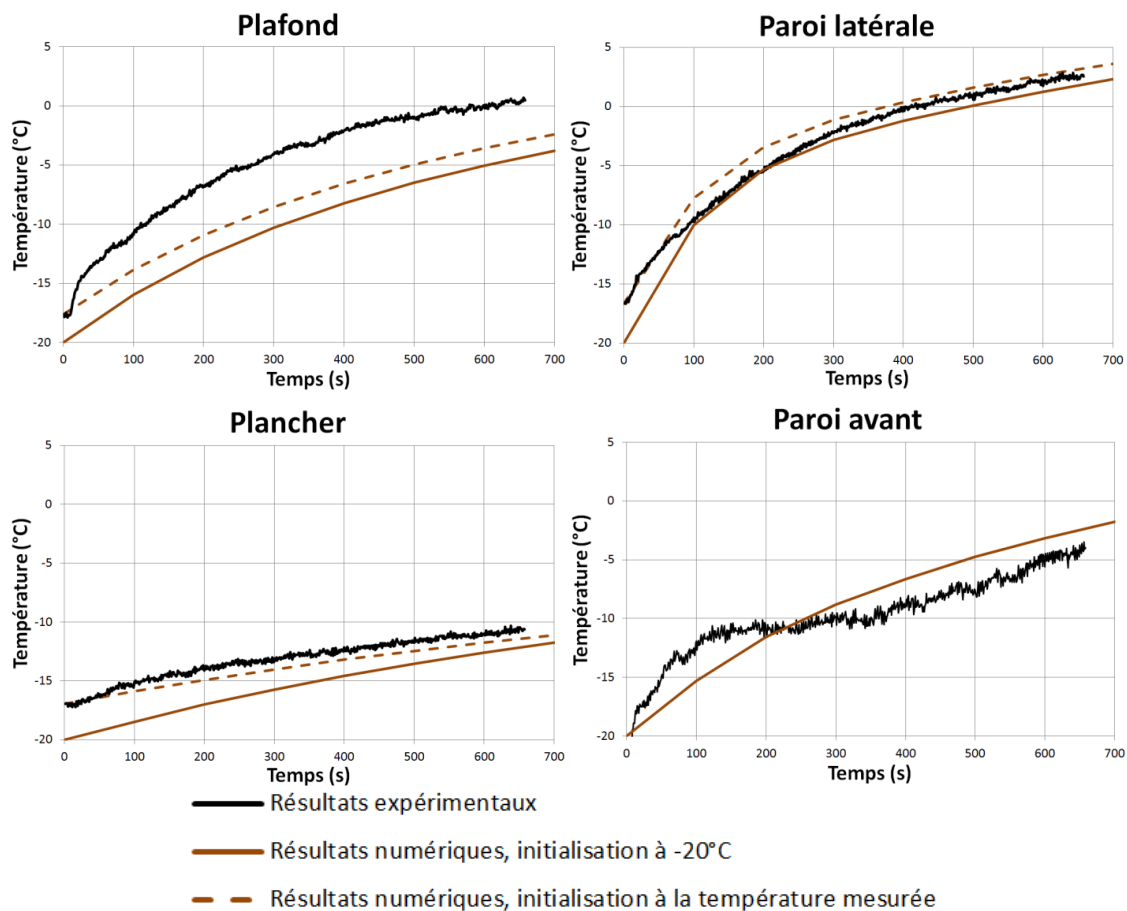 Plafond
Température (°C)
5
0
-5
-10
-15
-20
0 100 200 300 400 500 600 700
Temps (s)
Paroi latérale
Température (°C)
5
0
-5
-10
-15
-20
0 100 200 300 400 500 600 700
Temps (s)
Plancher
Température (°C)
5
0
-5
-10
-15
-20
0 100 200 300 400 500 600 700
Temps (s)
Paroi avant
Température (°C)
5
0
-5
-10
-15
-20
0 100 200 300 400 500 600 700
Temps (s)
Résultats expérimentaux
Résultats numériques, initialisation à -20°C
Résultats numériques, initialisation à la température mesurée